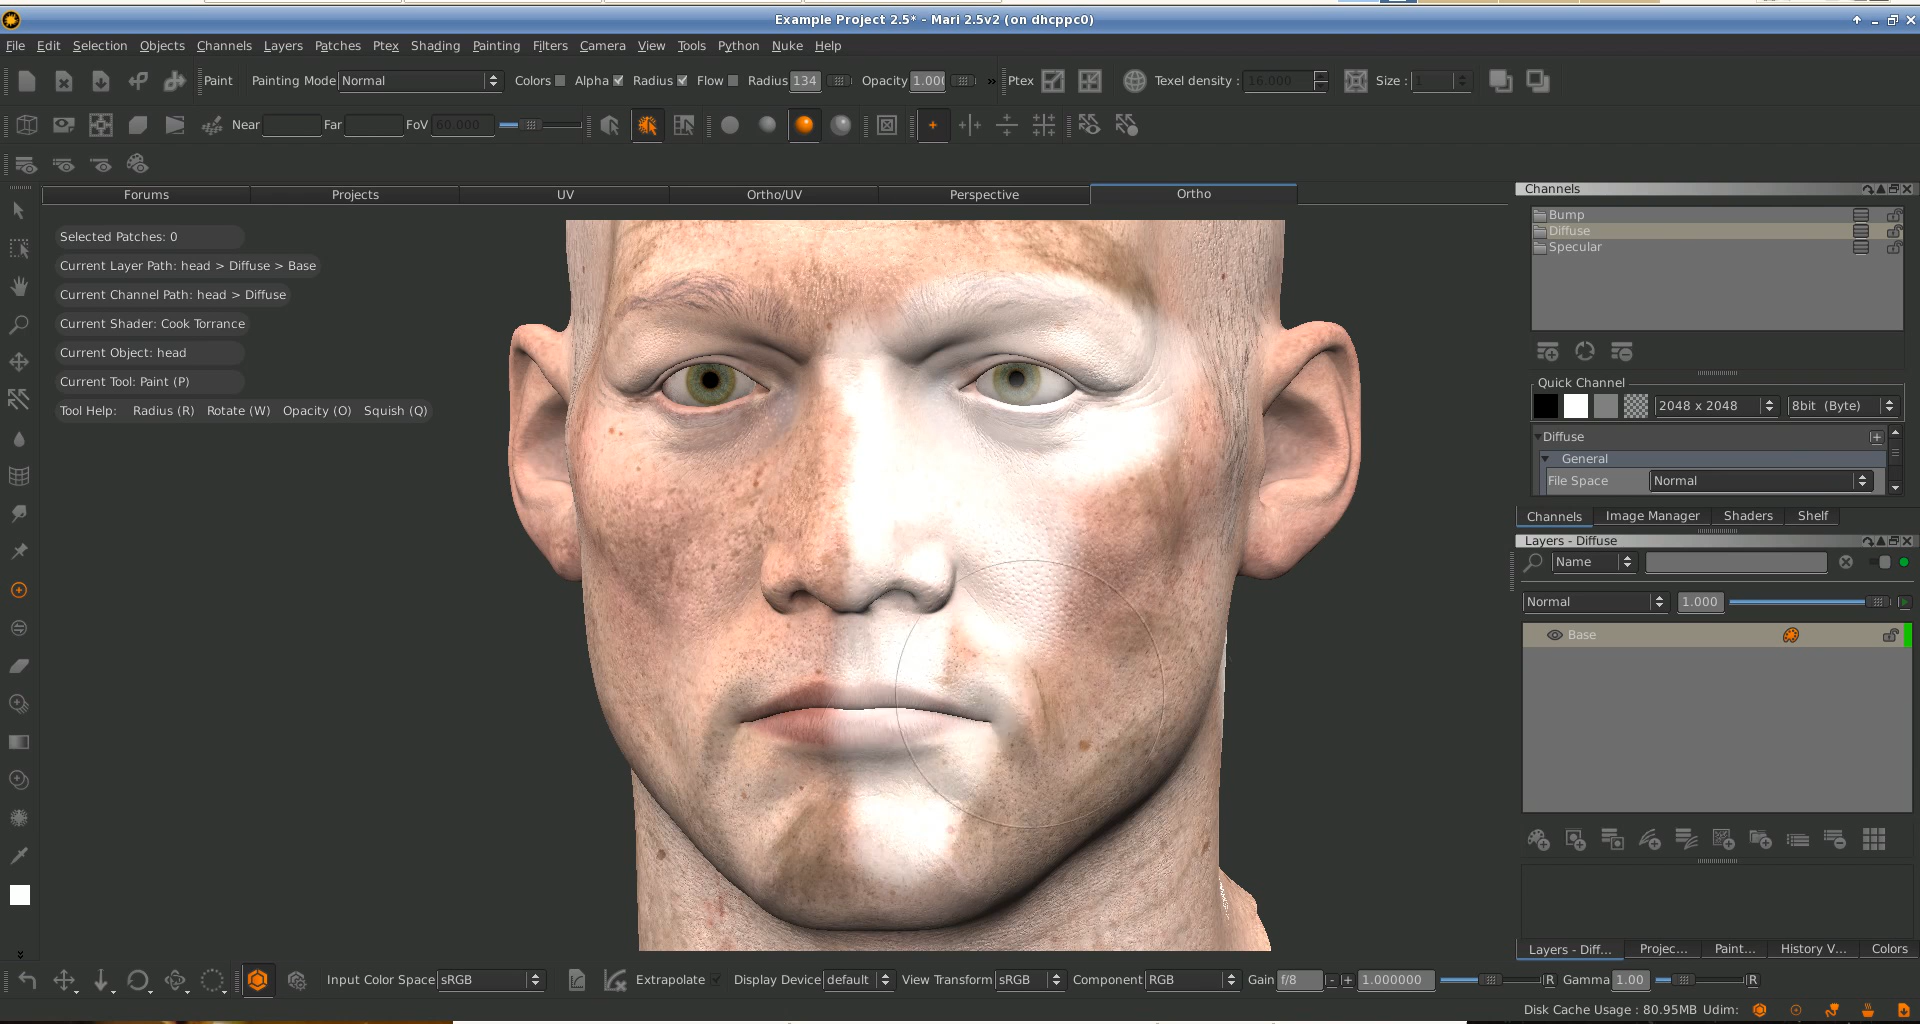 Example Project 2.5* - Mari 2.5v2 (on dhcppc0)
File Edit Selection Objects Channels Layers Patches Ptex Shading Painting Filters Camera View Tools Python Nuke Help
Paint Painting Mode Normal Colors Alpha Radius Flow Radius 134 Opacity 1.000 » Ptex Texel density : 16.000 Size : 1
Near Far FoV 60.000
Forums Projects UV Ortho/UV Perspective Ortho
Selected Patches: 0
Current Layer Path: head > Diffuse > Base
Current Channel Path: head > Diffuse
Current Shader: Cook Torrance
Current Object: head
Current Tool: Paint (P)
Tool Help: Radius (R) Rotate (W) Opacity (O) Squish (Q)
Channels
Bump
Diffuse
Specular
Quick Channel
2048 x 2048 8bit (Byte)
Diffuse
General
File Space Normal
Channels Image Manager Shaders Shelf
Layers - Diffuse
Name
Normal 1.000
Base
Layers - Diff... Projec... Paint... History V... Colors
Input Color Space sRGB Extrapolate Display Device default View Transform sRGB Component RGB Gain f/8 - + 1.000000 R Gamma 1.00 R
Disk Cache Usage : 80.95MB Udim: